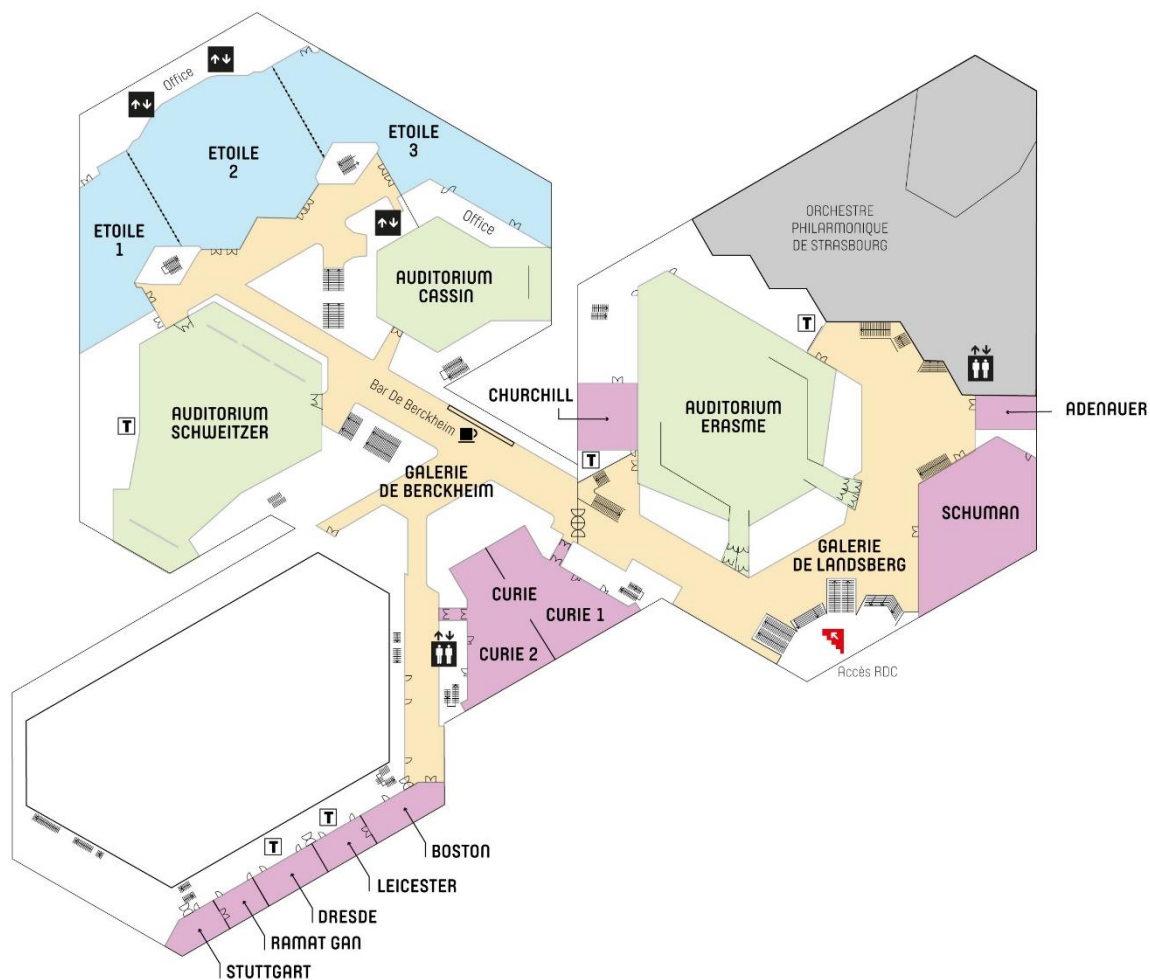 Office
ETOILE
2
ETOILE
3
ETOILE
1
Office
AUDITORIUM
CASSIN
ORCHESTRE
PHILARMONIQUE
DE STRASBOURG
T
AUDITORIUM
SCHWEITZER
T
Bar De Berckheim
CHURCHILL
AUDITORIUM
ERASME
ADENAUER
T
GALERIE
DE BERCKHEIM
SCHUMAN
GALERIE
DE LANDSBERG
CURIE
CURIE 1
CURIE 2
Accès RDC
T
T
BOSTON
LEICESTER
DRESDE
RAMAT GAN
STUTTGART